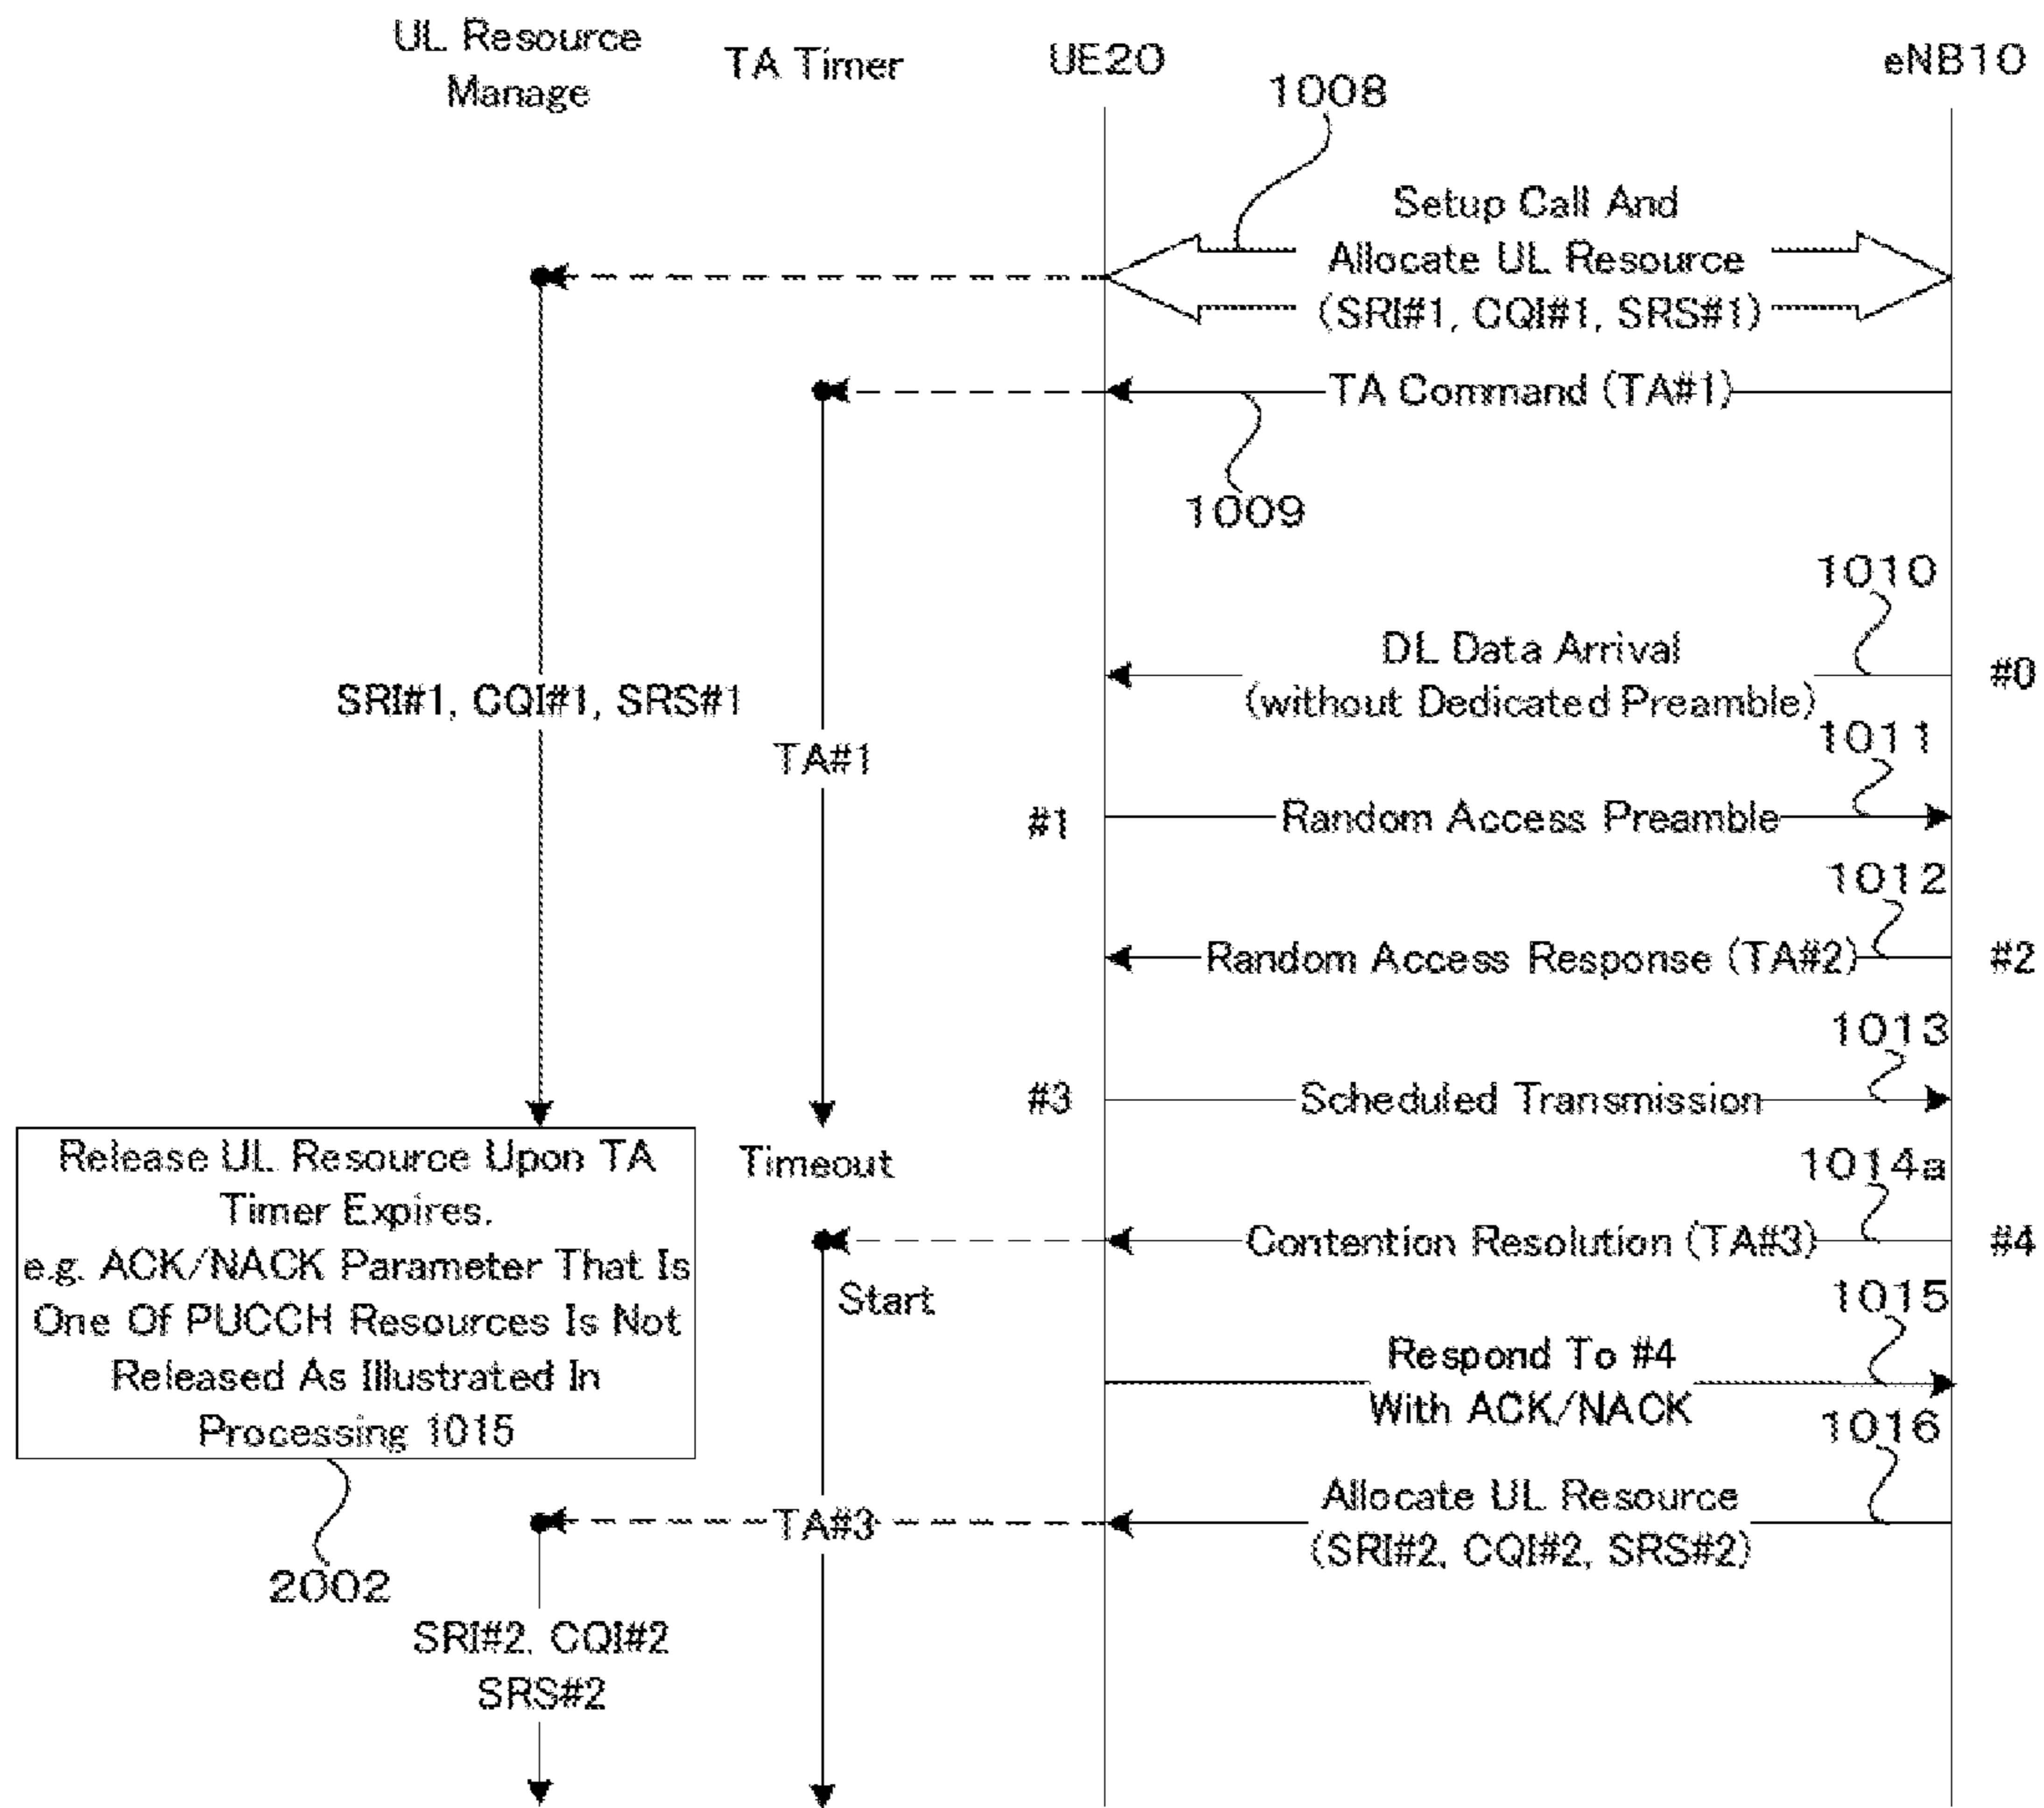 UL Resource
Manage
TA Timer
UE20
eNB10
1008
Setup Call And
Allocate UL Resource
(SRI#1, CQI#1, SRS#1)
TA Command (TA#1)
1009
1010
DL Data Arrival
(without Dedicated Preamble)
#0
SRI#1, CQI#1, SRS#1
TA#1
1011
#1
Random Access Preamble
1012
Random Access Response (TA#2)
#2
1013
#3
Scheduled Transmission
Release UL Resource Upon TA
Timer Expires.
e.g. ACK/NACK Parameter That Is
One Of PUCCH Resources Is Not
Released As Illustrated In
Processing 1015
Timeout
1014a
Contention Resolution (TA#3)
#4
Start
1015
Respond To #4
With ACK/NACK
1016
Allocate UL Resource
(SRI#2, CQI#2, SRS#2)
TA#3
2002
SRI#2, CQI#2
SRS#2